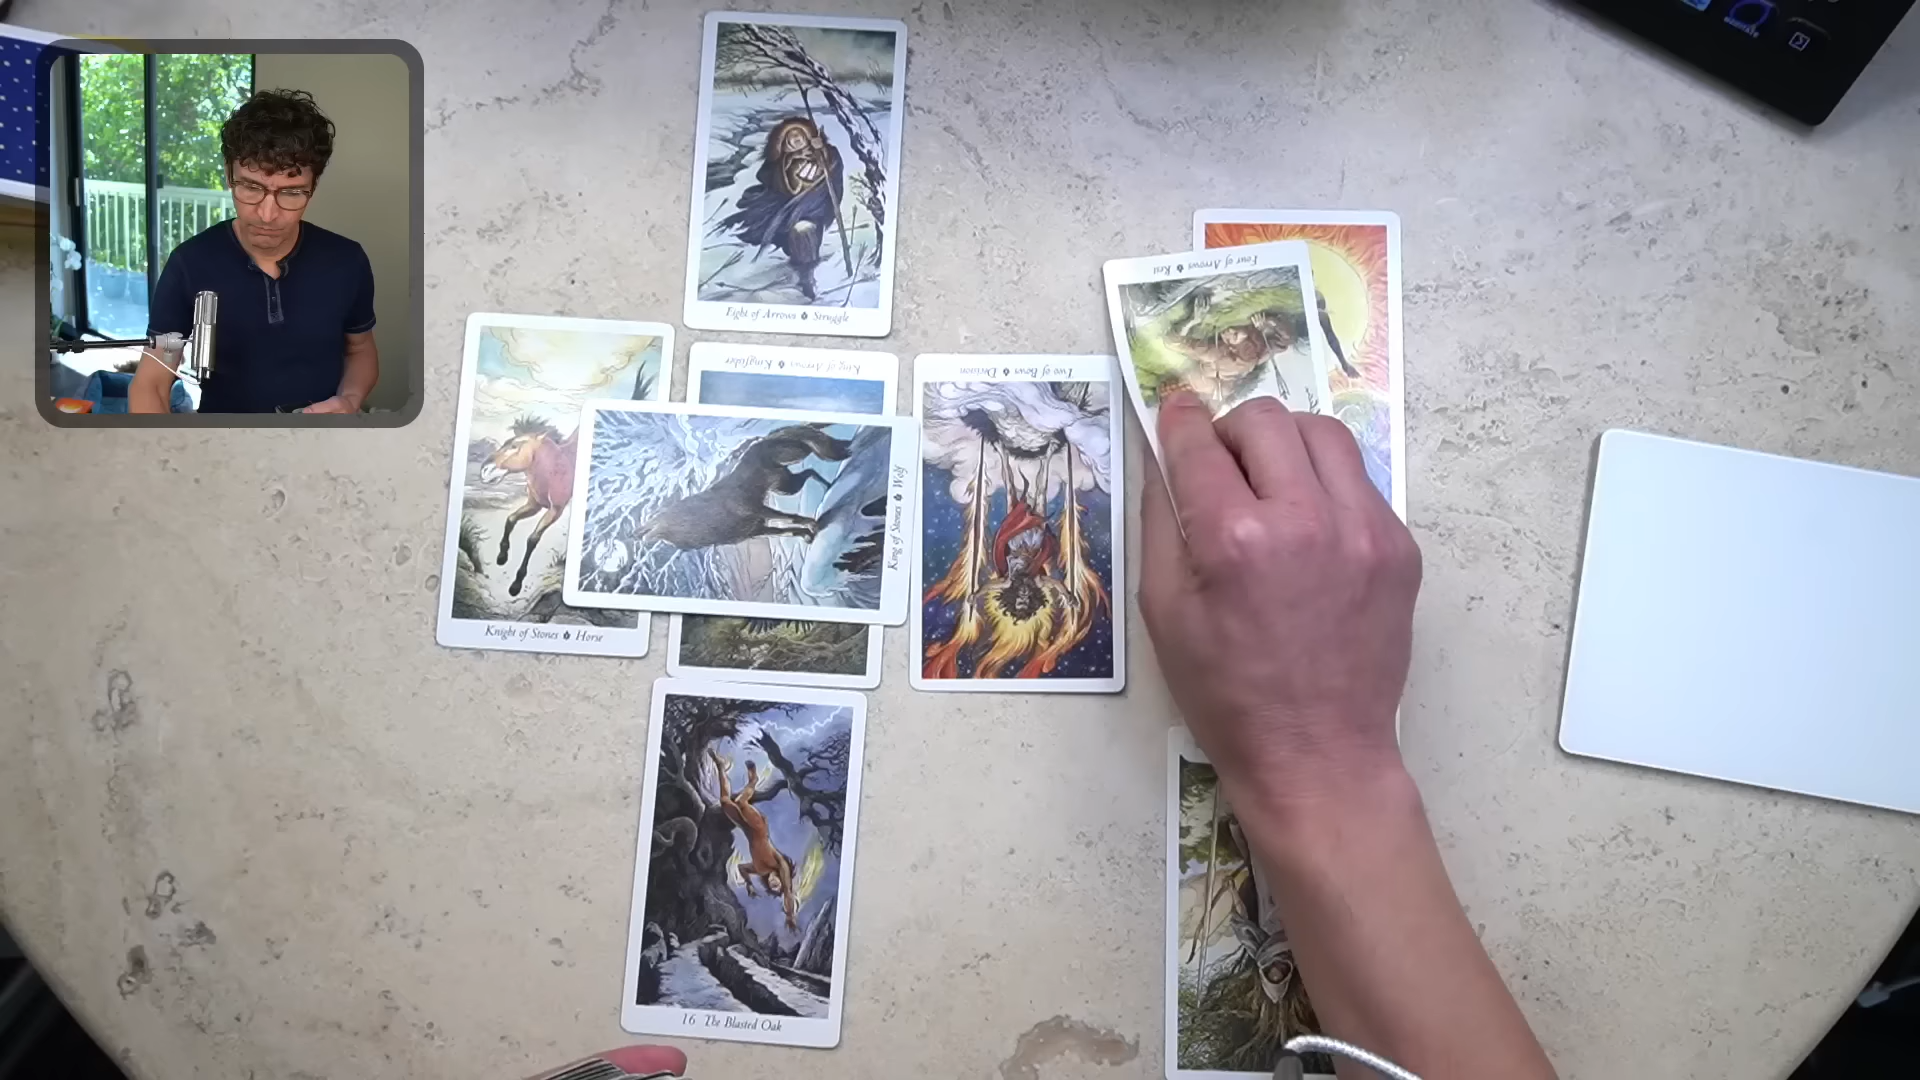 Eight of Arrows Struggle
Four of Arrows Rest
King of Arrows Kingfisher
Two of Bows Decision
King of Stones Wolf
Knight of Stones Horse
16 The Blasted Oak